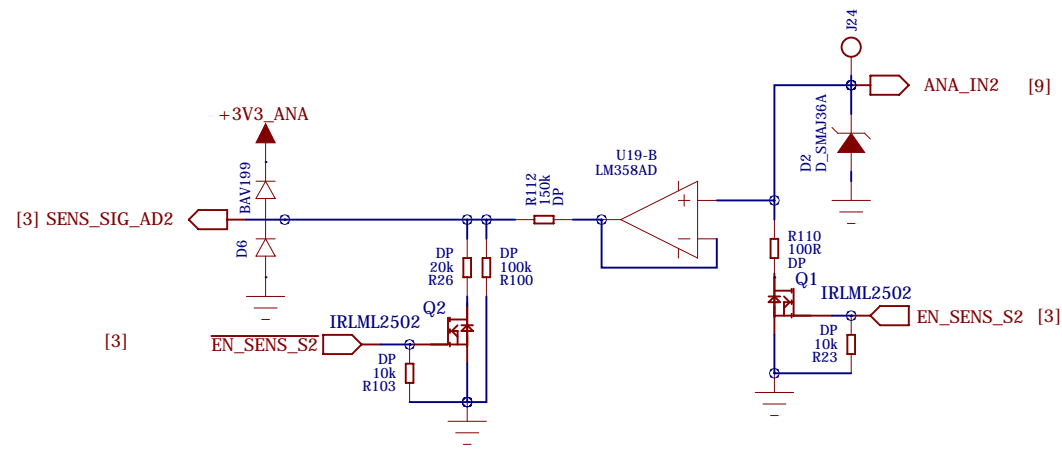 J24
ANA_IN2 [9]
+3V3_ANA
D2
D_SMAJ36A
U19-B
LM358AD
BAV199
R112
150k
DP
[3] SENS_SIG_AD2
+
−
D6
DP
20k
R26
DP
100k
R100
R110
100R
DP
Q1
IRLML2502
Q2
IRLML2502
EN_SENS_S2 [3]
[3]
EN_SENS_S2
DP
10k
R23
DP
10k
R103